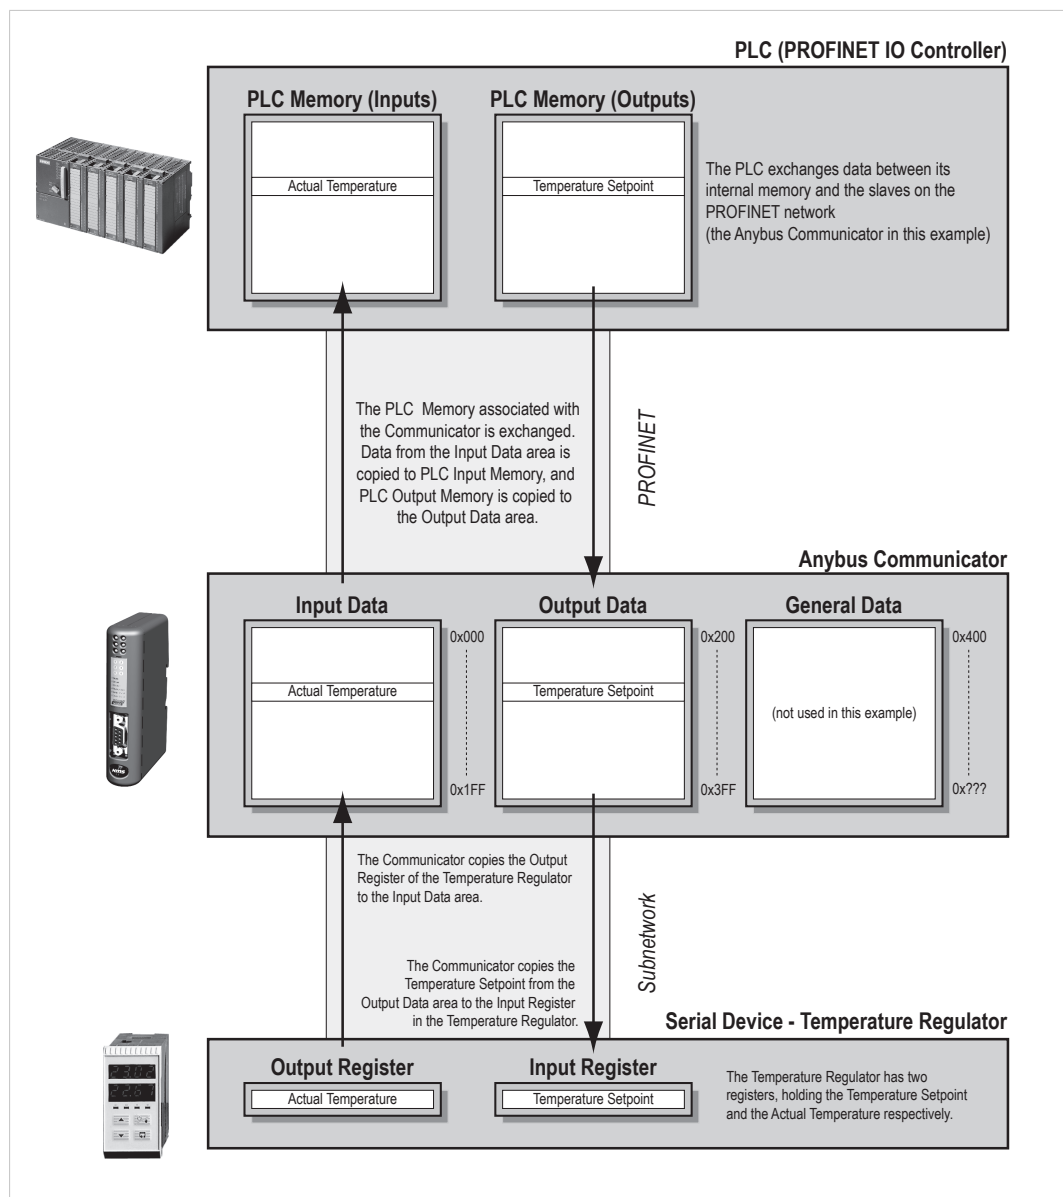 PLC (PROFINET IO Controller)
PLC Memory (Inputs)
PLC Memory (Outputs)
Actual Temperature
Temperature Setpoint
The PLC exchanges data between its
internal memory and the slaves on the
PROFINET network
(the Anybus Communicator in this example)
The PLC Memory associated with
the Communicator is exchanged.
Data from the Input Data area is
copied to PLC Input Memory, and
PLC Output Memory is copied to
the Output Data area.
PROFINET
Anybus Communicator
Input Data
Output Data
General Data
0x000
0x200
0x400
Actual Temperature
Temperature Setpoint
(not used in this example)
0x1FF
0x3FF
0x???
The Communicator copies the Output
Register of the Temperature Regulator
to the Input Data area.
Subnetwork
The Communicator copies the
Temperature Setpoint from the
Output Data area to the Input Register
in the Temperature Regulator.
Serial Device - Temperature Regulator
Output Register
Input Register
Actual Temperature
Temperature Setpoint
The Temperature Regulator has two
registers, holding the Temperature Setpoint
and the Actual Temperature respectively.